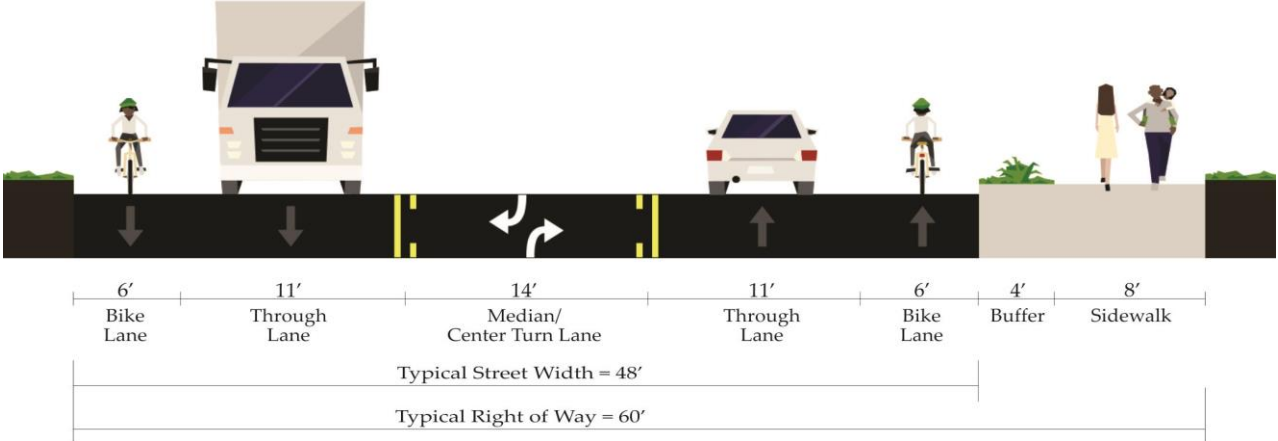 6′ 11′ 14′ 11′ 6′ 4′ 8′
Bike Through Median/ Through Bike Buffer Sidewalk
Lane Lane Center Turn Lane Lane Lane
Typical Street Width = 48′
Typical Right of Way = 60′